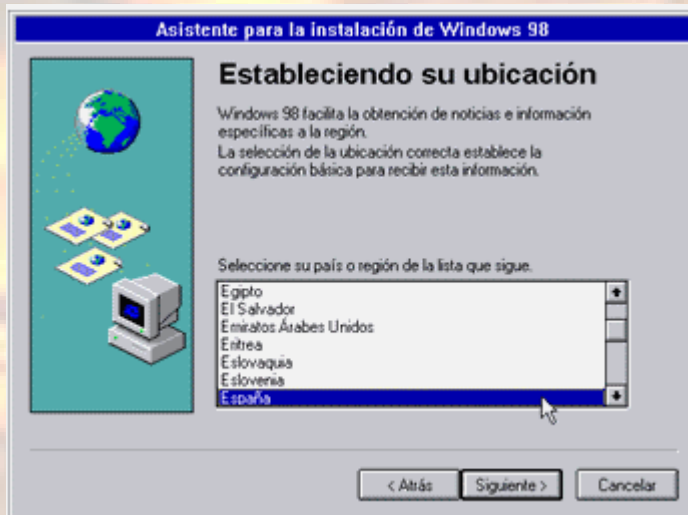 Asistente para la instalación de Windows 98
Estableciendo su ubicación
Windows 98 facilita la obtención de noticias e información
específicas a la región.
La selección de la ubicación correcta establece la
configuración básica para recibir esta información.
Seleccione su país o región de la lista que sigue.
Egipto
El Salvador
Emiratos Árabes Unidos
Eritrea
Eslovaquia
Eslovenia
España
< Atrás
Siguiente >
Cancelar